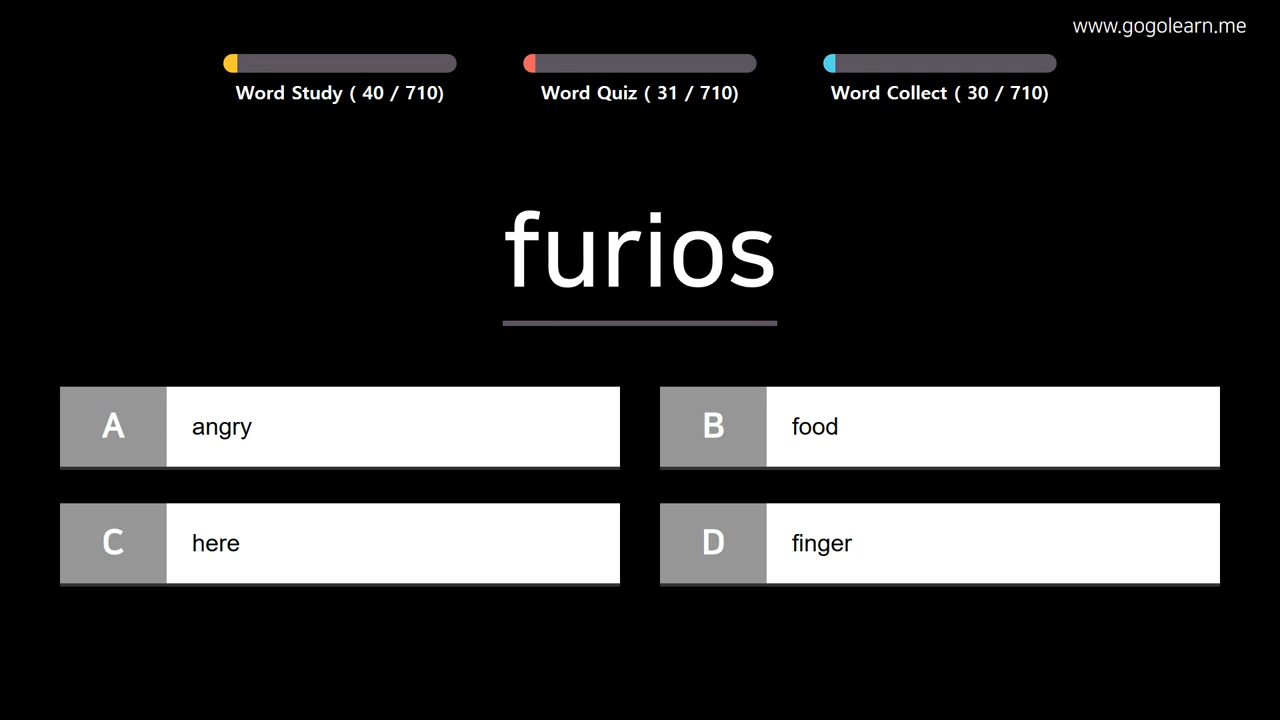 www.gogolearn.me
Word Study ( 40 / 710)
Word Quiz ( 31 / 710)
Word Collect ( 30 / 710)
furios
A angry
B food
C here
D finger